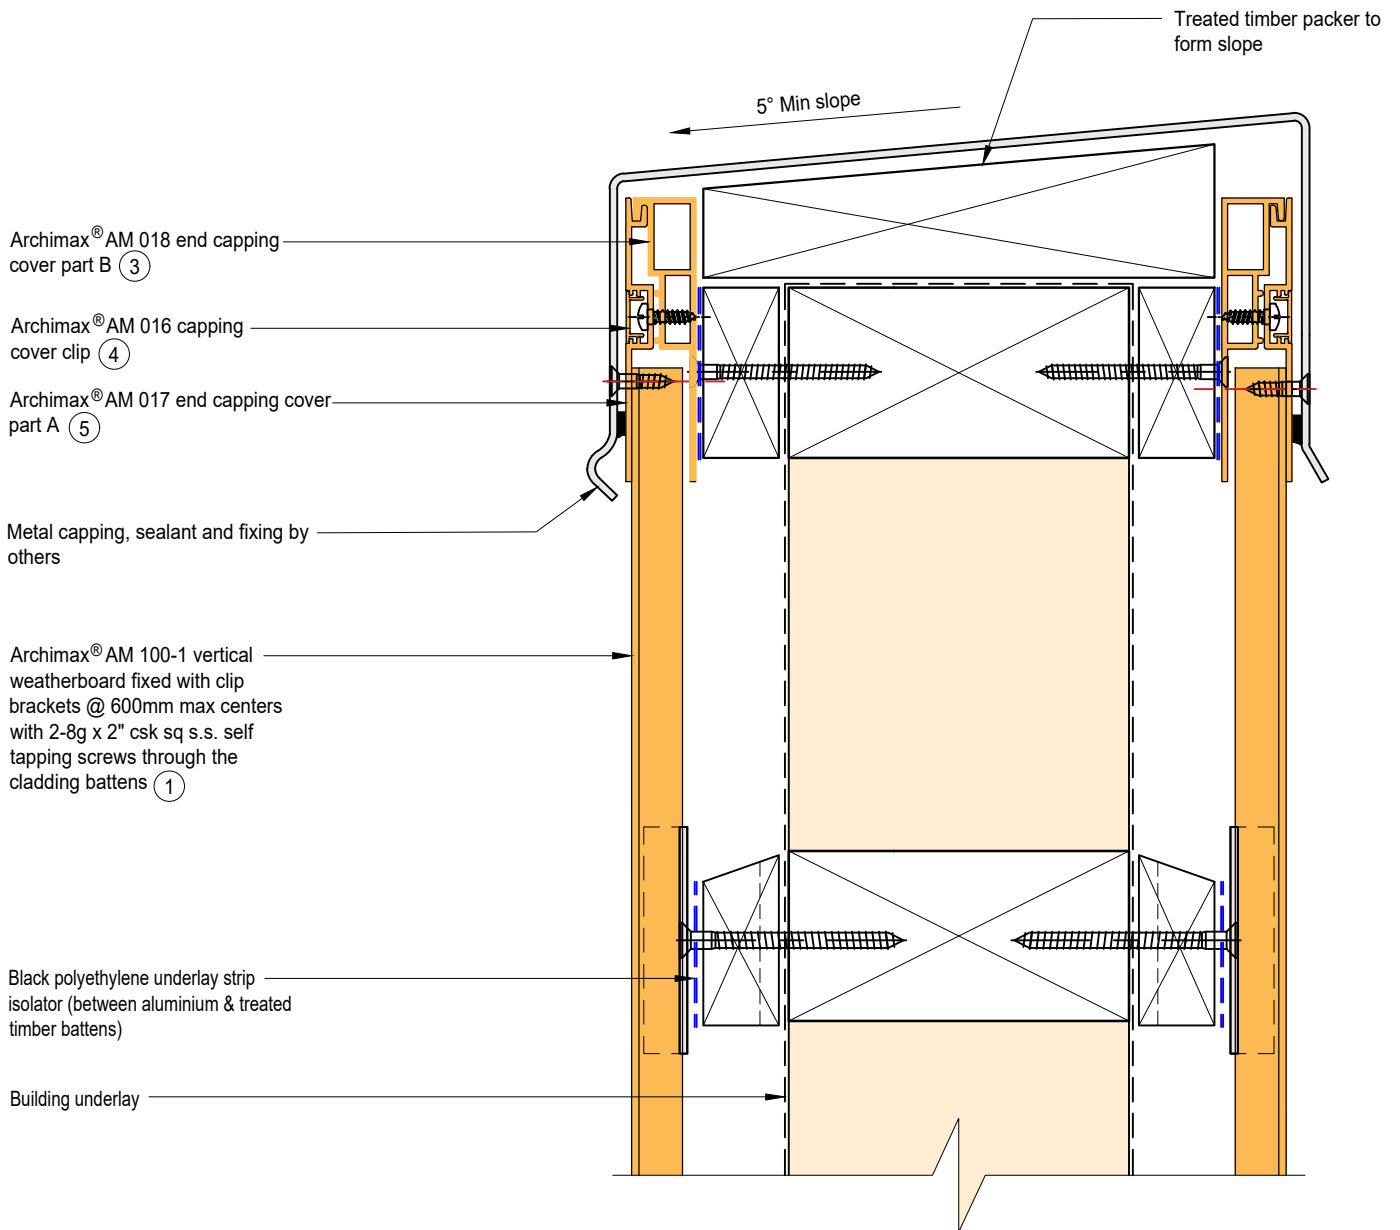 Treated timber packer to
form slope
5° Min slope
Archimax® AM 018 end capping
cover part B 3
Archimax® AM 016 capping
cover clip 4
Archimax® AM 017 end capping cover
part A 5
Metal capping, sealant and fixing by
others
Archimax® AM 100-1 vertical
weatherboard fixed with clip
brackets @ 600mm max centers
with 2-8g x 2" csk sq s.s. self
tapping screws through the
cladding battens 1
Black polyethylene underlay strip
isolator (between aluminium & treated
timber battens)
Building underlay